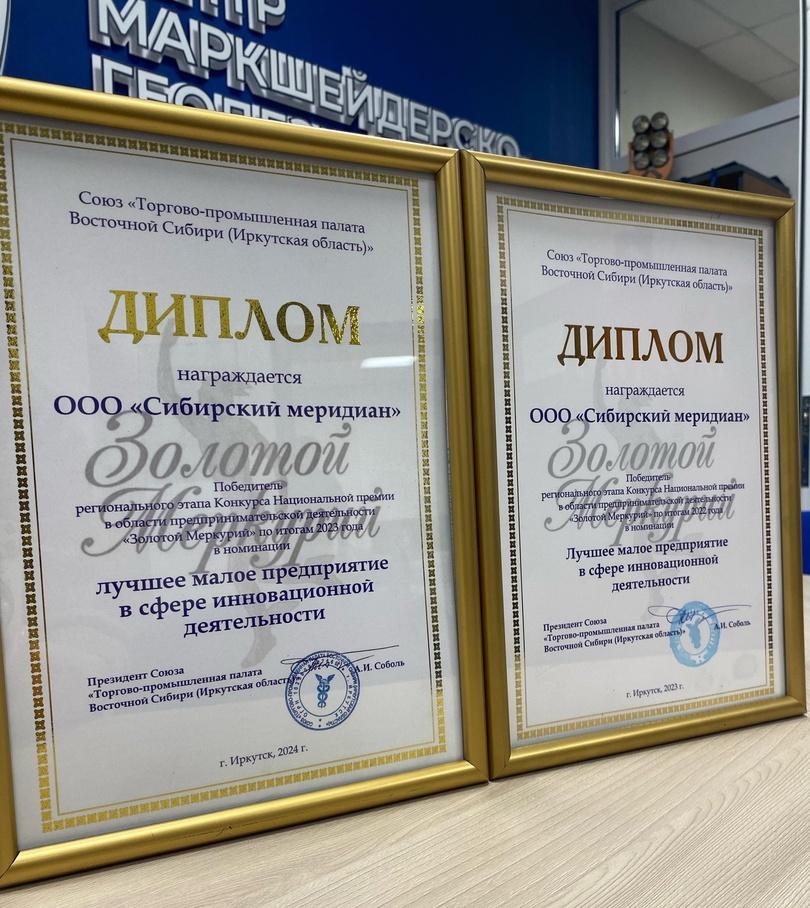 МАРКШЕЙДЕРСКО
Союз «Торгово-промышленная палата
Восточной Сибири (Иркутская область)»
ДИПЛОМ
награждается
ООО «Сибирский меридиан»
Золотой
Меркурий
Победитель
регионального этапа Конкурса Национальной премии
в области предпринимательской деятельности
«Золотой Меркурий» по итогам 2023 года
в номинации
лучшее малое предприятие
в сфере инновационной
деятельности
Президент Союза
«Торгово-промышленная палата
Восточной Сибири (Иркутская область)»
А.И. Соболь
г. Иркутск, 2024 г.
Союз «Торгово-промышленная палата
Восточной Сибири (Иркутская область)»
ДИПЛОМ
награждается
ООО «Сибирский меридиан»
Золотой
Меркурий
Победитель
регионального этапа Конкурса Национальной премии
в области предпринимательской деятельности
«Золотой Меркурий» по итогам 2022 года
в номинации
Лучшее малое предприятие
в сфере инновационной
деятельности
Президент Союза
«Торгово-промышленная палата
Восточной Сибири (Иркутская область)»
А.И. Соболь
г. Иркутск, 2023 г.